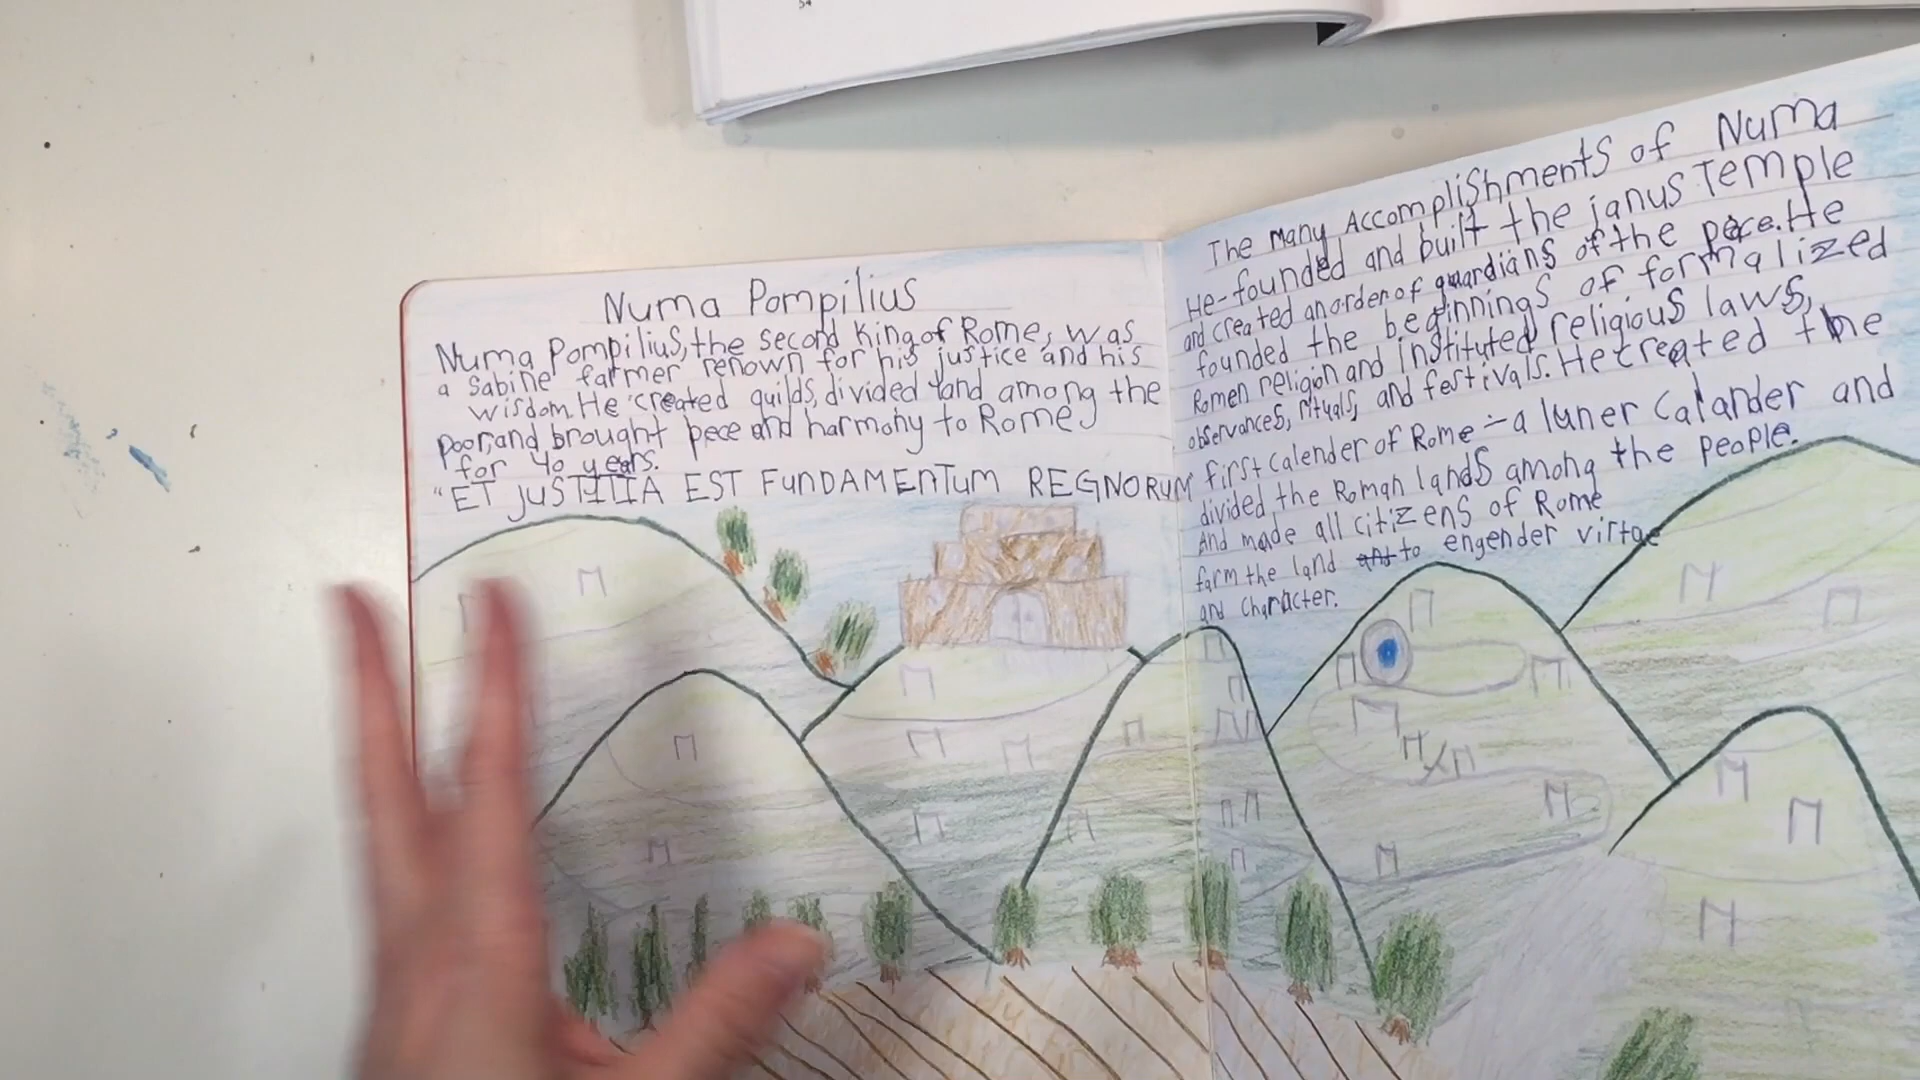 54
Numa Pompilius
Numa Pompilius, the second King of Rome, was
a Sabine farmer renown for his justice and his
wisdom. He created guilds, divided land among the
poor, and brought pece and harmony to Rome
for 40 years.
"ET JUSTITIA EST FUNDAMENTUM REGNORUM
The Many Accomplishments of Numa
He founded and built the janus Temple
and created an order of guardians of the pece. He
founded the beginnings of formalized
Romen religion and instituted religious laws,
observances, rituals, and festivals. He created the
first Calender of Rome - a luner Calander and
divided the Roman lands among the people.
And made all citizens of Rome
farm the land to engender virtae
and Character.